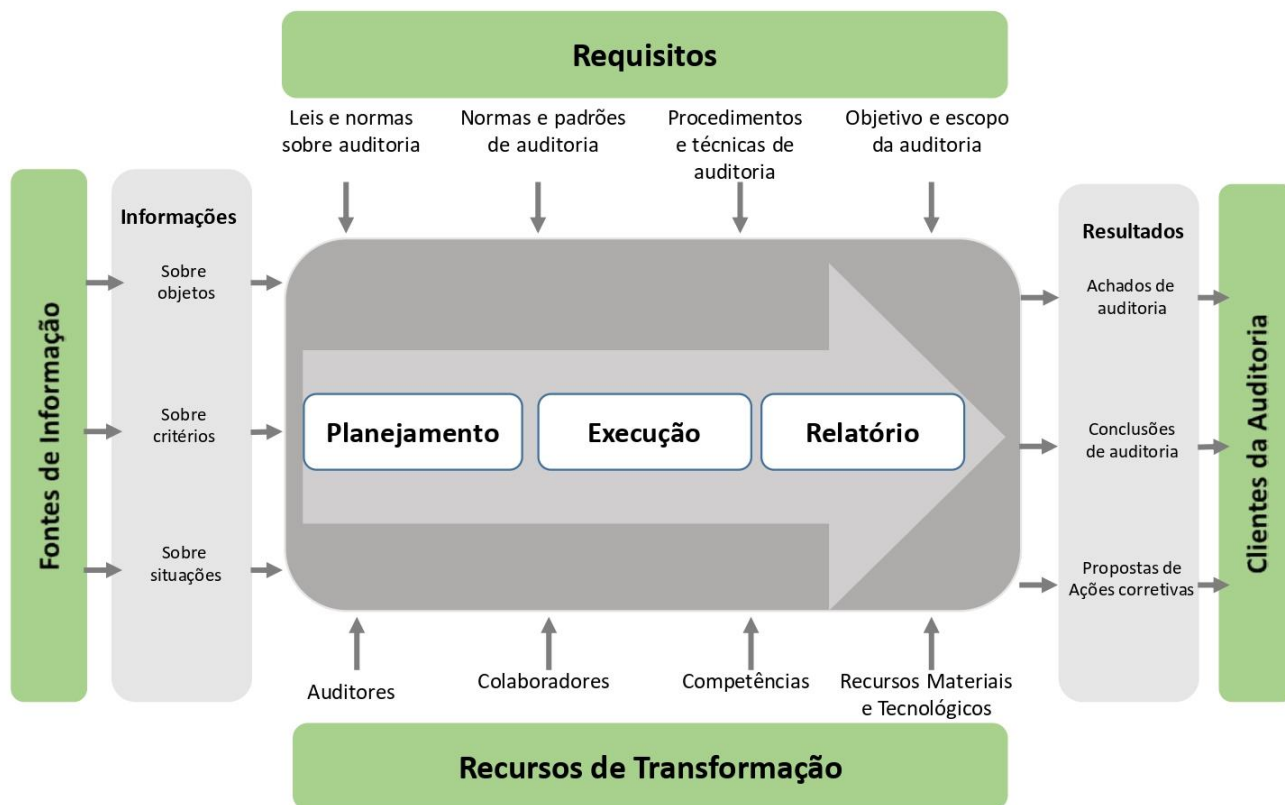 Requisitos
Leis e normas
sobre auditoria
Normas e padrões
de auditoria
Procedimentos
e técnicas de
auditoria
Objetivo e escopo
da auditoria
Fontes de Informação
Informações
Sobre
objetos
Sobre
critérios
Sobre
situações
Planejamento
Execução
Relatório
Resultados
Achados de
auditoria
Conclusões
de auditoria
Propostas de
Ações corretivas
Clientes da Auditoria
Auditores
Colaboradores
Competências
Recursos Materiais
e Tecnológicos
Recursos de Transformação